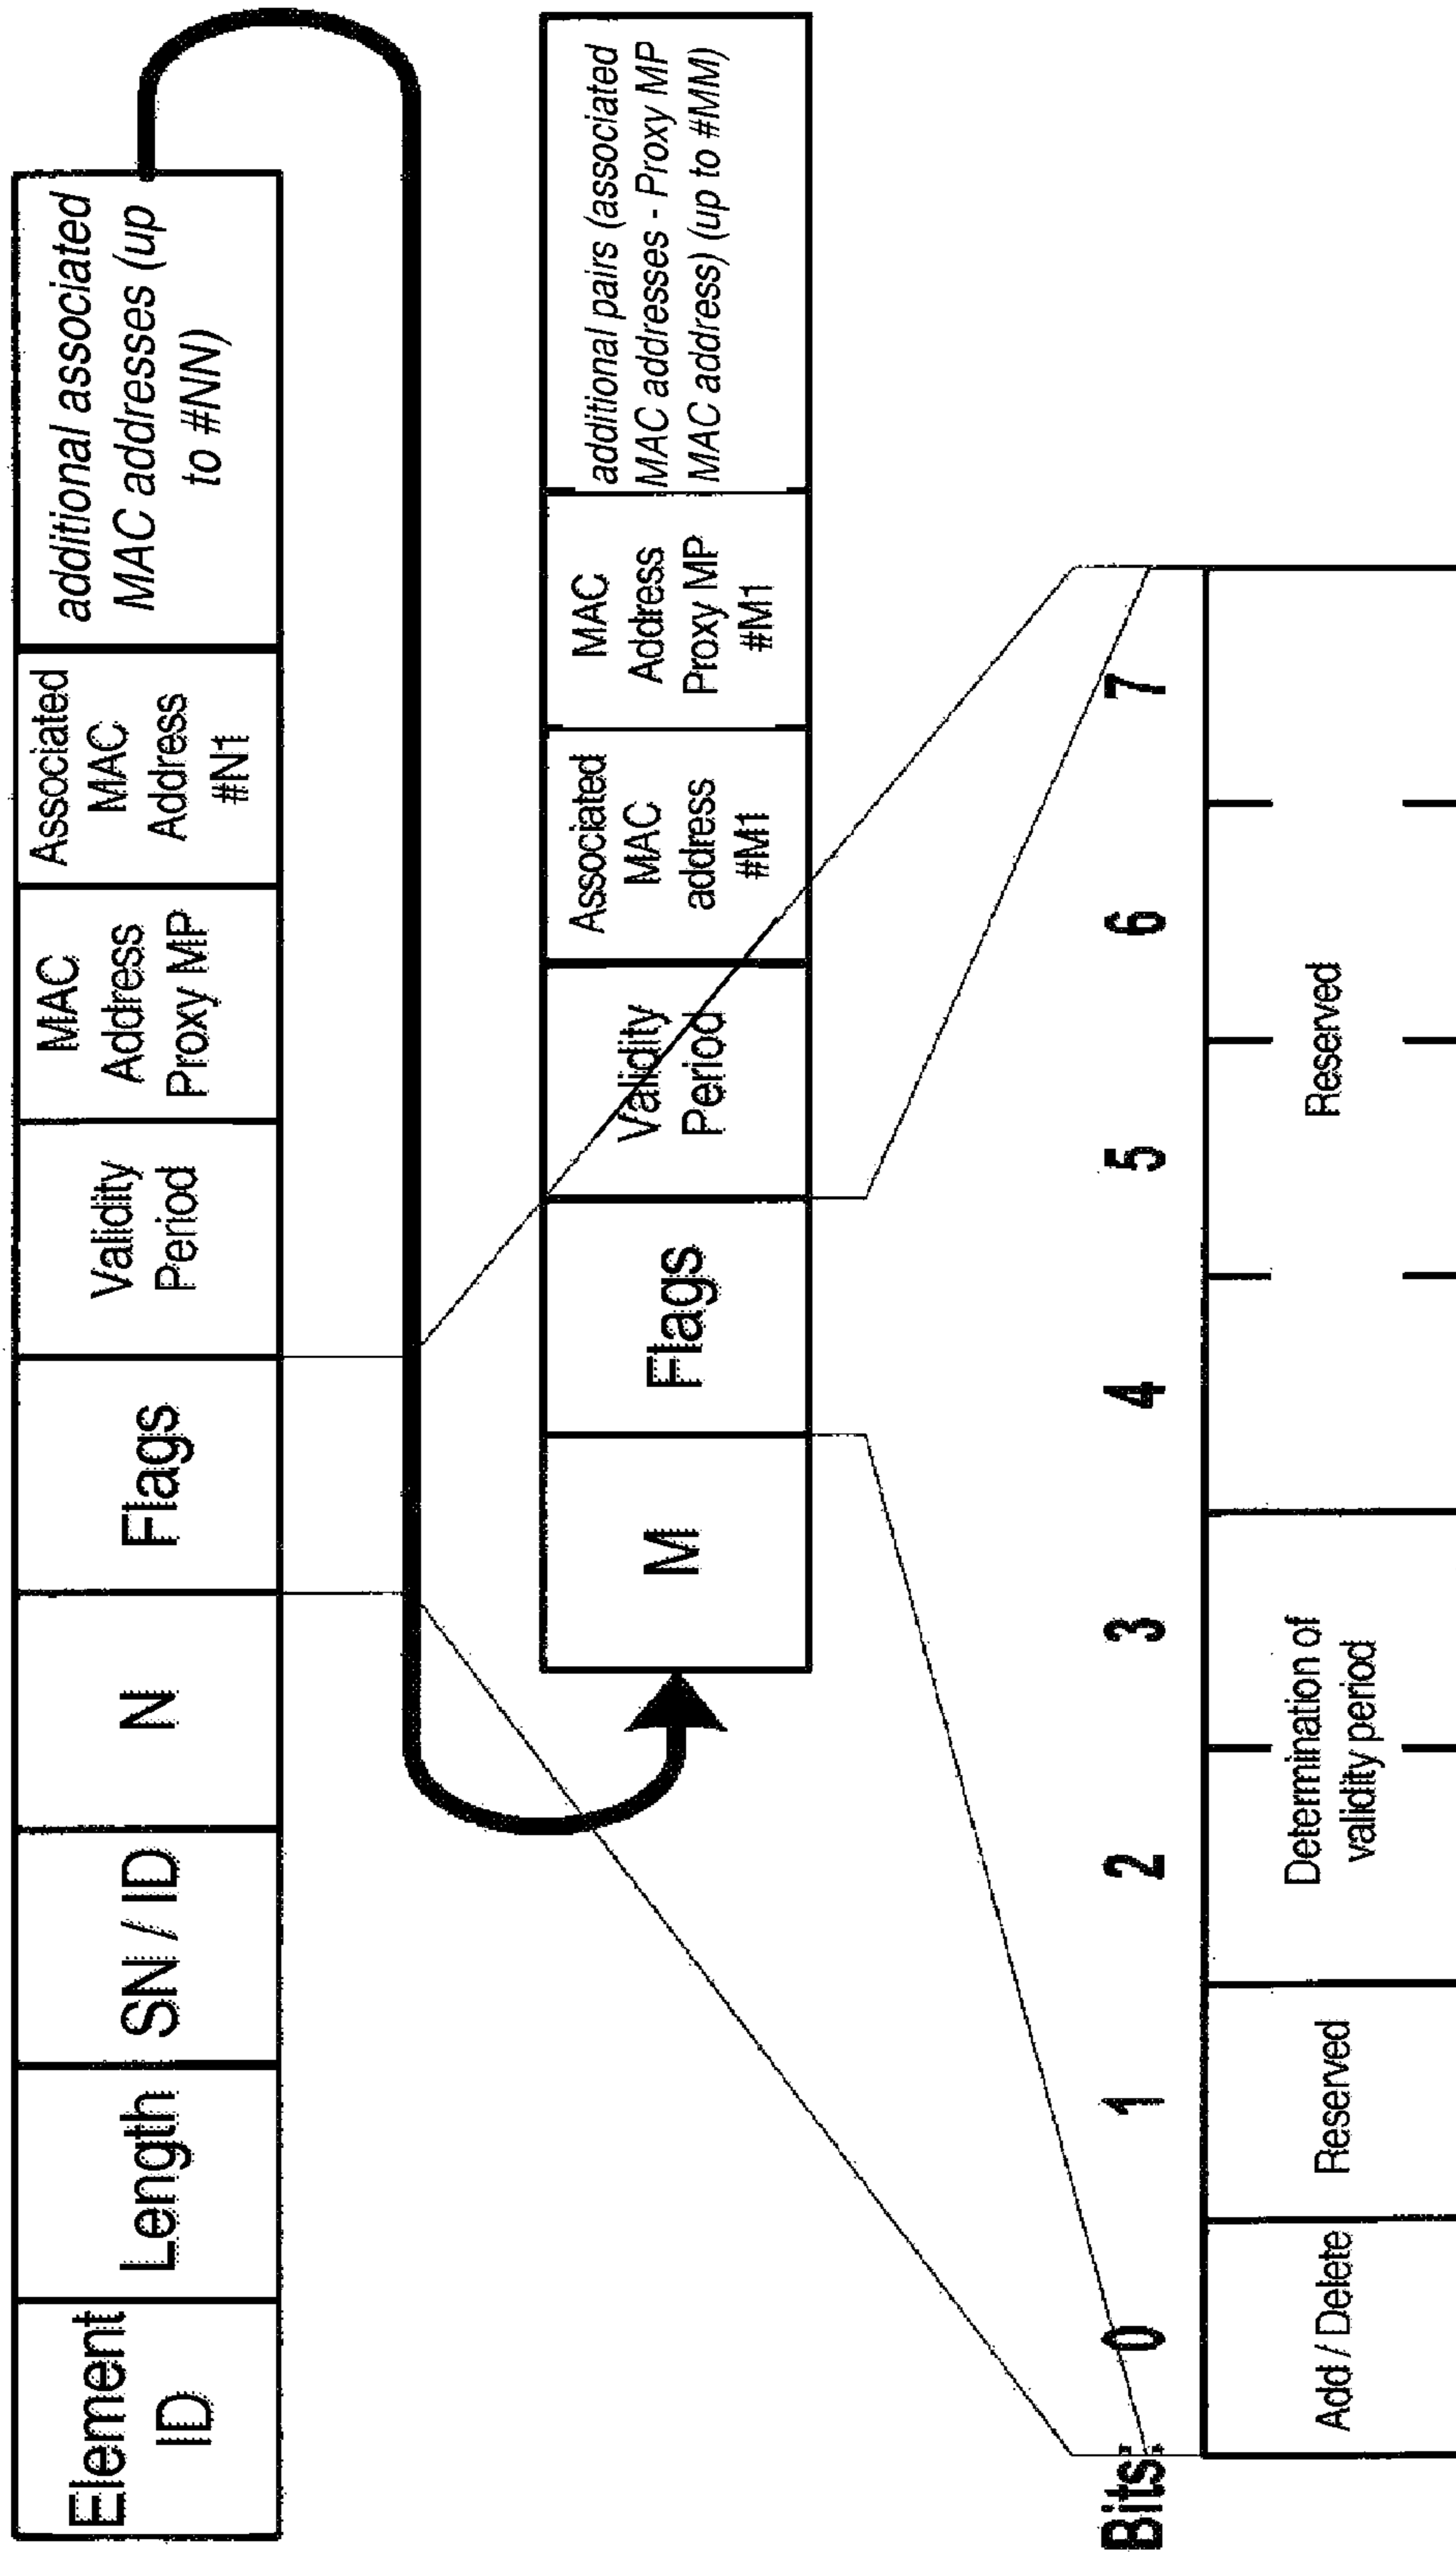 Element
ID
Length
SN / ID
N
Flags
Validity
Period
MAC
Address
Proxy MP
Associated
MAC
Address
#N1
additional associated
MAC addresses (up
to #NN)
M
Flags
Validity
Period
Associated
MAC
address
#M1
MAC
Address
Proxy MP
#M1
additional pairs (associated
MAC addresses - Proxy MP
MAC address) (up to #MM)
Bits: 0 1 2 3 4 5 6 7
Add / Delete
Reserved
Determination of
validity period
Reserved